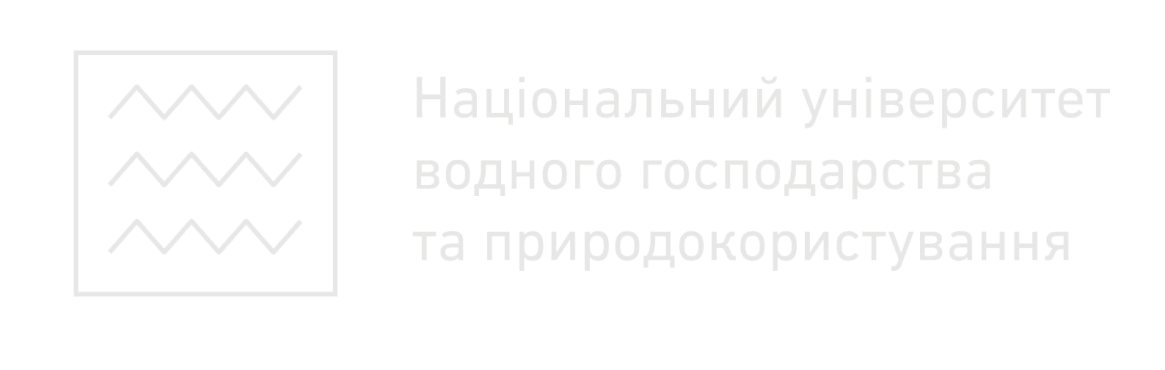 Національний університет
водного господарства
та природокористування